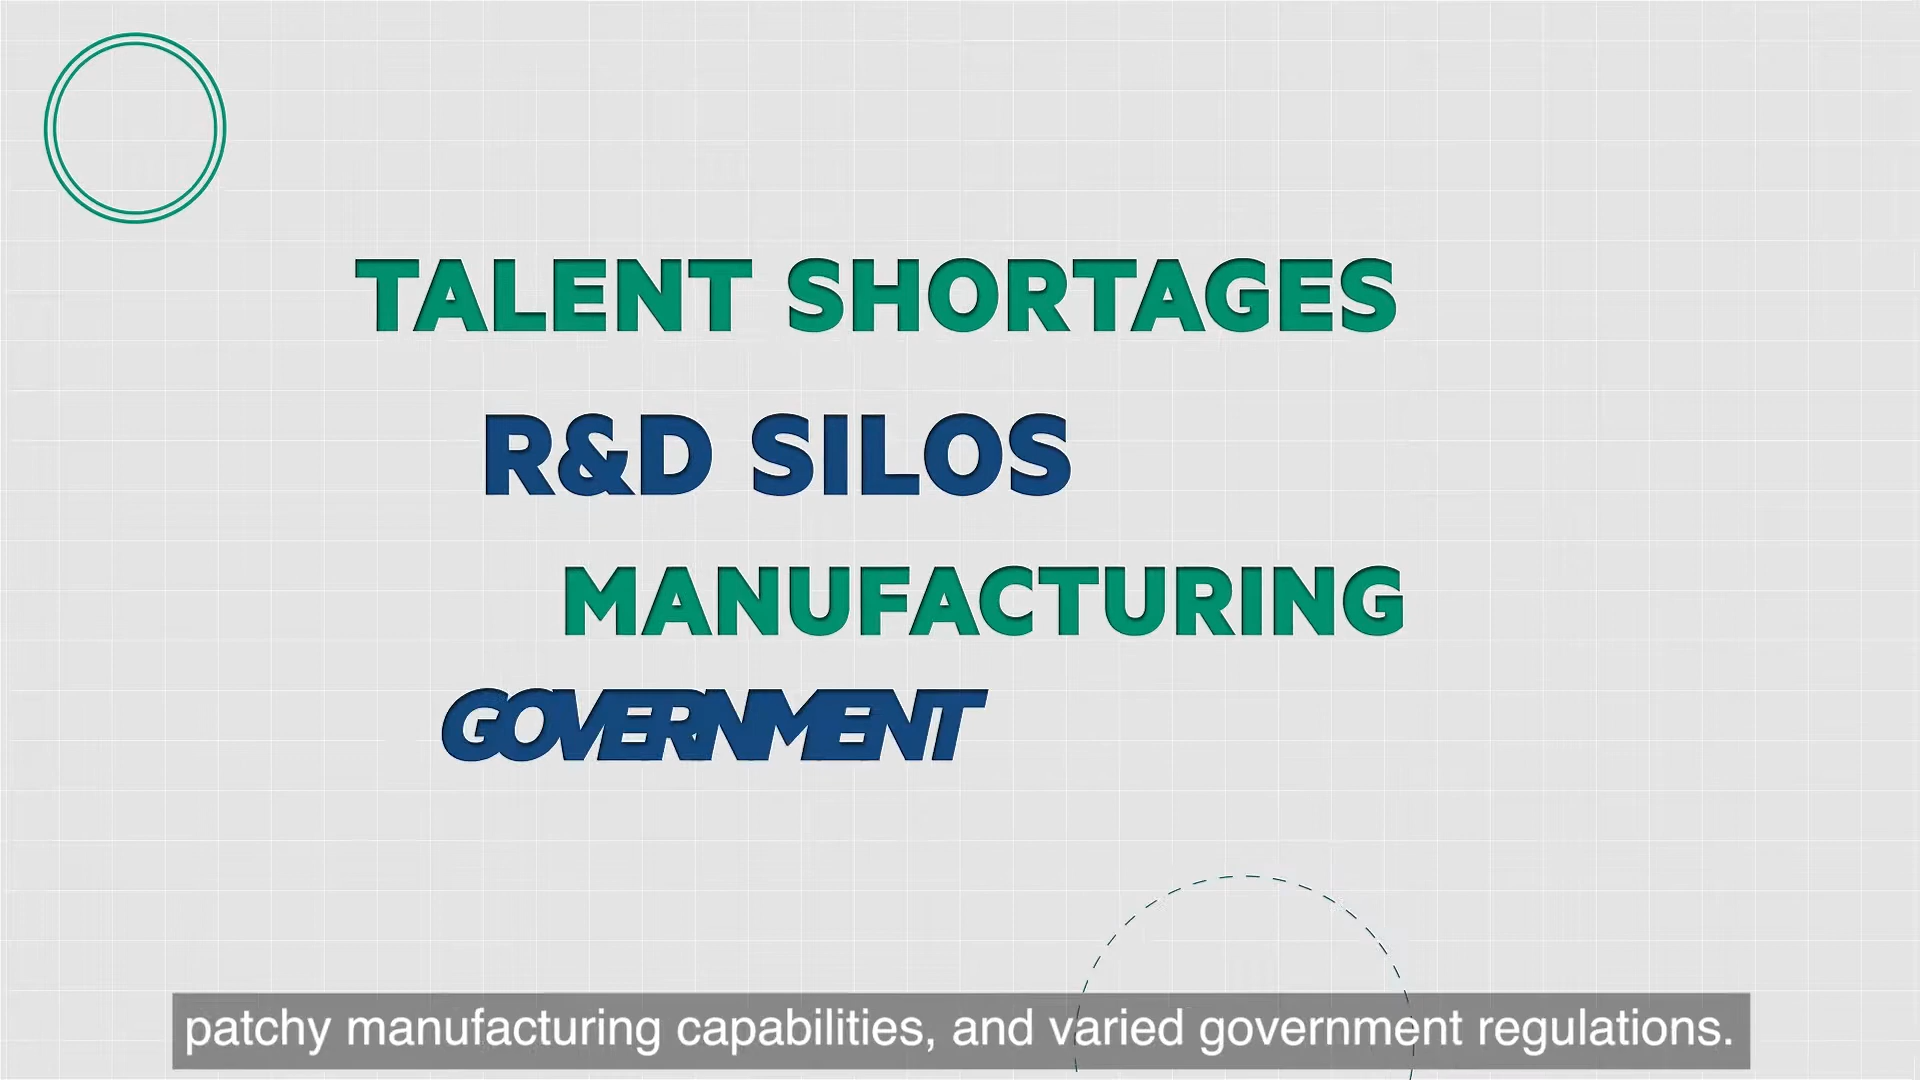 TALENT SHORTAGES
R&D SILOS
MANUFACTURING
GOVERNMENT
patchy manufacturing capabilities, and varied government regulations.